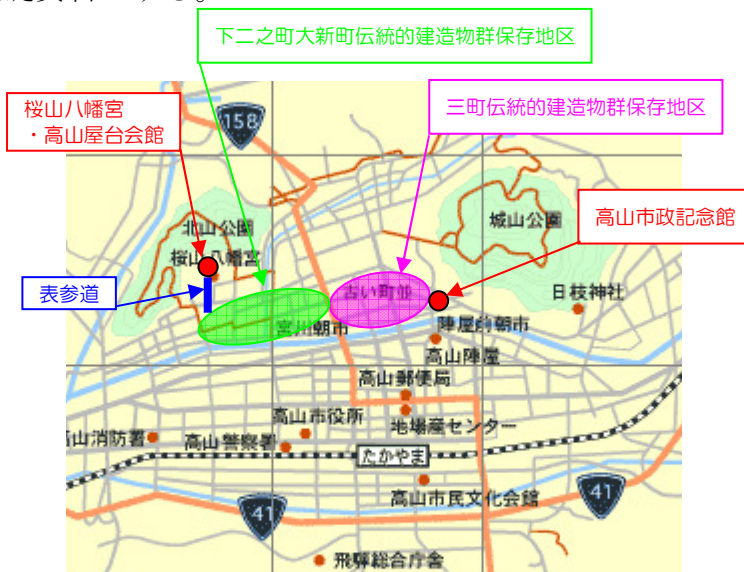 下二之町大新町伝統的建造物群保存地区
三町伝統的建造物群保存地区
桜山八幡宮
・高山屋台会館
158
高山市政記念館
城山公園
北山公園
桜山八幡宮
表参道
古い町並
日枝神社
宮川朝市
陣屋前朝市
高山陣屋
高山郵便局
高山市役所
地場産センター
山消防署
高山警察署
たかやま
高山市民文化会館
41
41
飛騨総合庁舎